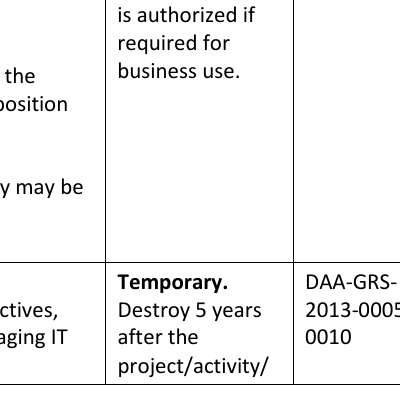 the
position
y may be
is authorized if
required for
business use.
ctives,
aging IT
Temporary.
Destroy 5 years
after the
project/activity/
DAA-GRS-
2013-0005
0010